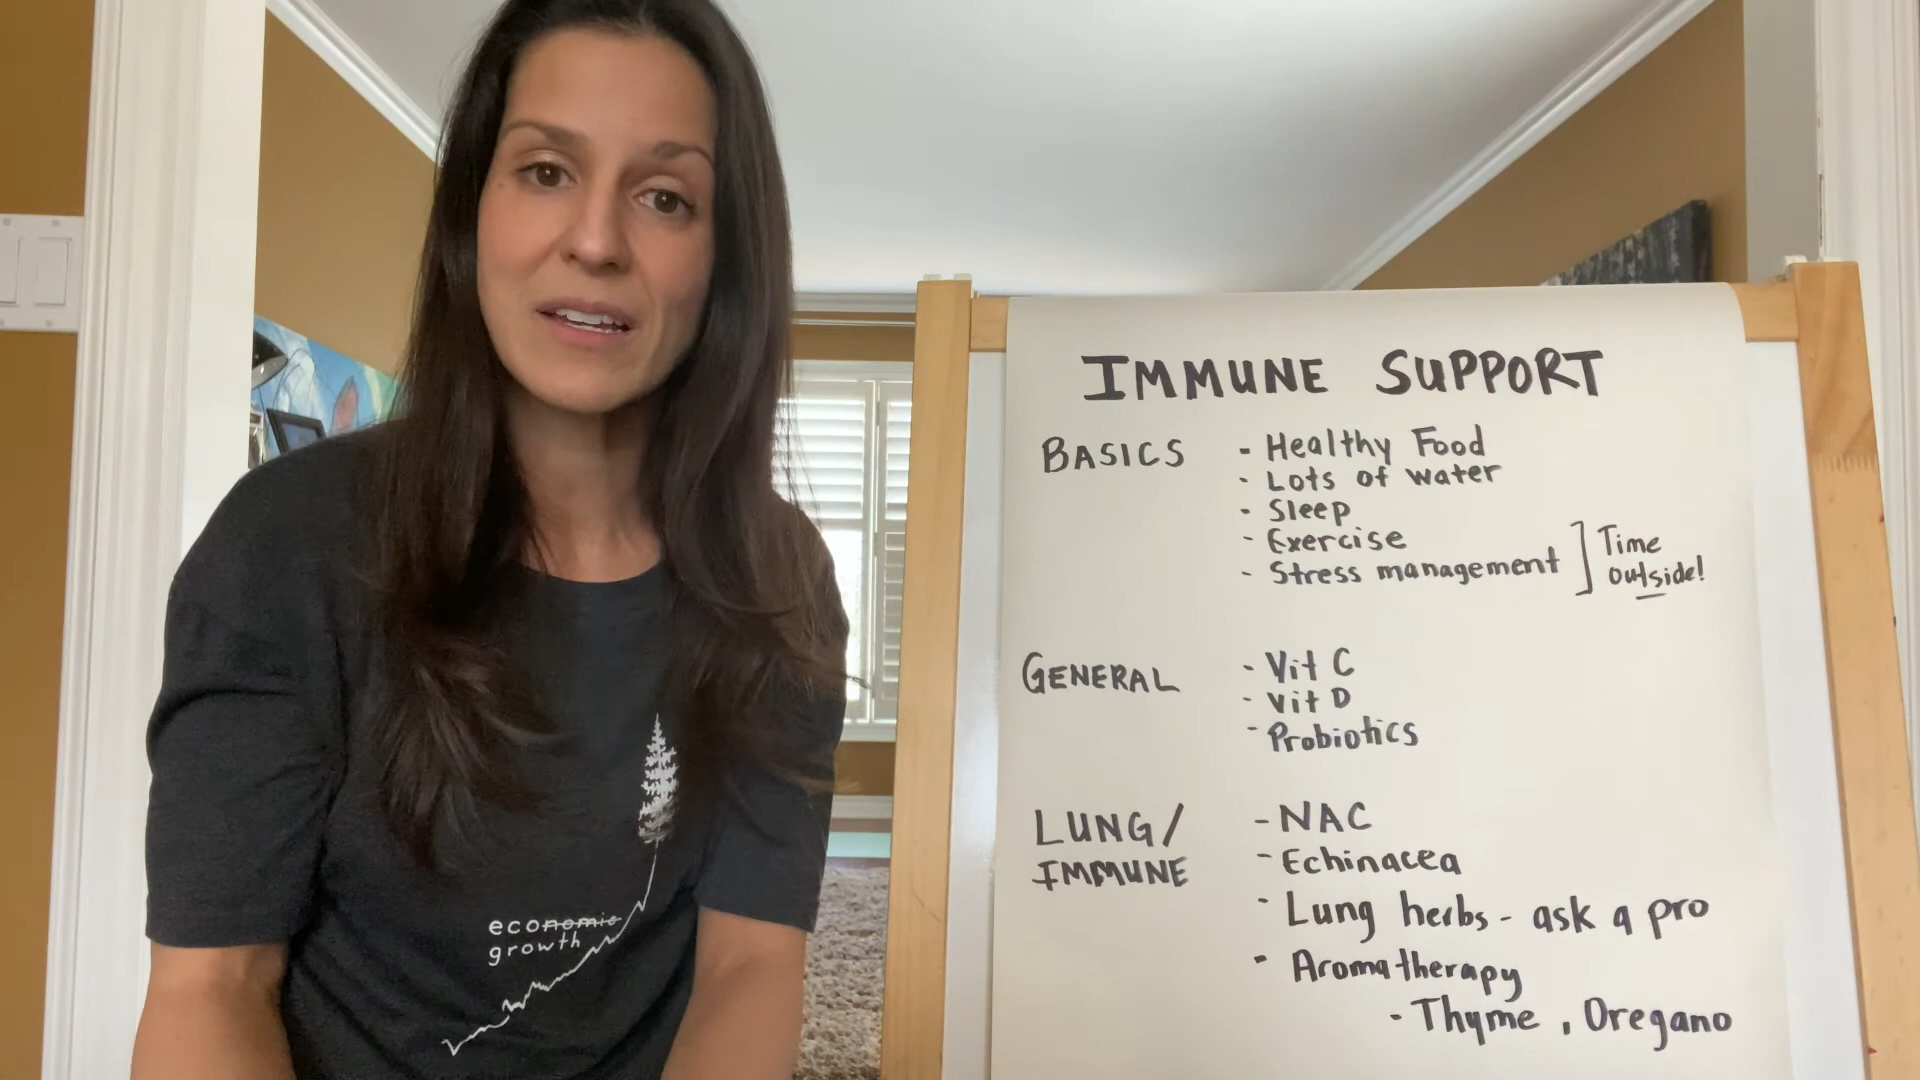 IMMUNE SUPPORT
BASICS
- Healthy Food
- Lots of water
- Sleep
- Exercise
- Stress management
Time
outside!
GENERAL
- Vit C
- Vit D
- Probiotics
LUNG/
IMMUNE
- NAC
- Echinacea
- Lung herbs - ask a pro
- Aromatherapy
- Thyme, Oregano
economic
growth